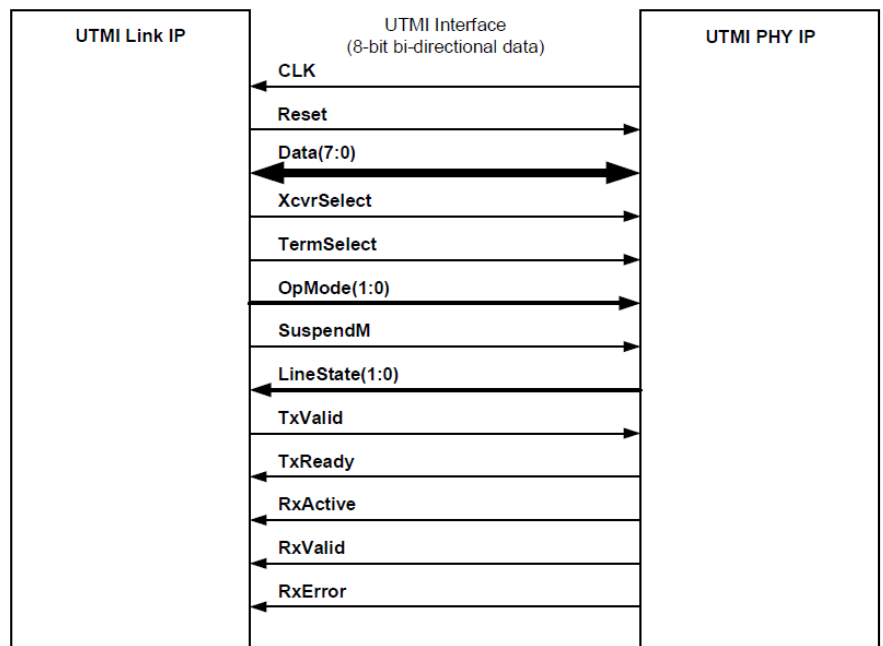 UTMI Link IP
UTMI Interface
(8-bit bi-directional data)
UTMI PHY IP
CLK
Reset
Data(7:0)
XcvrSelect
TermSelect
OpMode(1:0)
SuspendM
LineState(1:0)
TxValid
TxReady
RxActive
RxValid
RxError